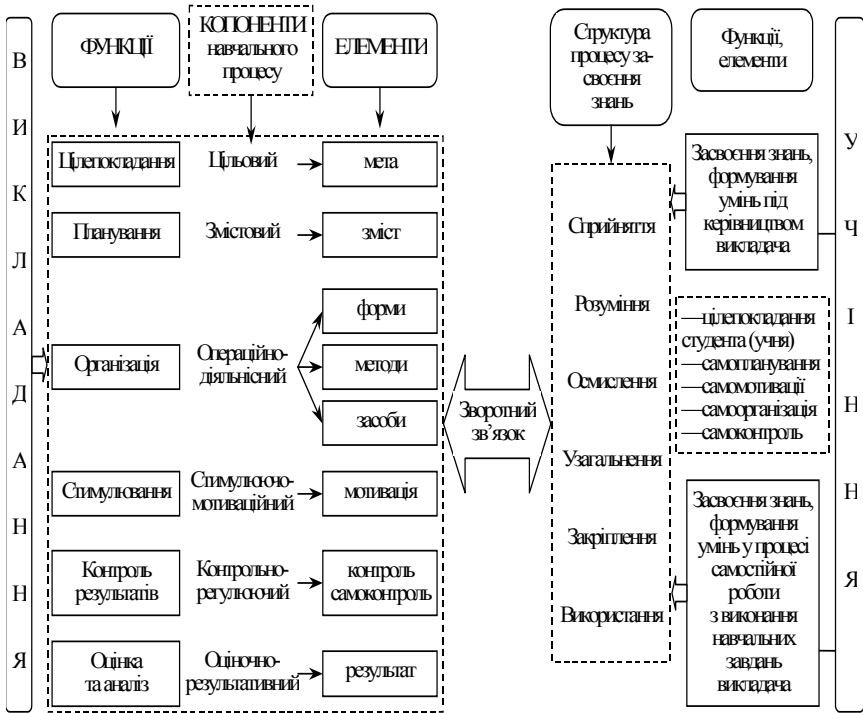 В
И
К
Л
А
Д
А
Н
Н
Я
ФУНКЦІЇ
КОПОНЕНТИ
навчального
процесу
ЕЛЕМЕНТИ
Цілепокладання
Цільовий
мета
Планування
Змістовий
зміст
Організація
Операційно-
діяльнісний
форми
методи
засоби
Стимулювання
Стимулюючо-
мотиваційний
мотивація
Контроль
результатів
Контрольно-
регулюючий
контроль
самоконтроль
Оцінка
та аналіз
Оціночно-
результативний
результат
Зворотний
зв’язок
Структура
процесу за-
своєння
знань
Сприйняття
Розуміння
Осмислення
Узагальнення
Закріплення
Використання
Функції,
елементи
Засвоєння знань,
формування
умінь під
керівництвом
викладача
—цілепокладання
студента (учня)
—самопланування
—самомотивації
—самоорганізація
—самоконтроль
Засвоєння знань,
формування
умінь у процесі
самостійної
роботи
з виконання
навчальних
завдань
викладача
У
Ч
І
Н
Н
Я